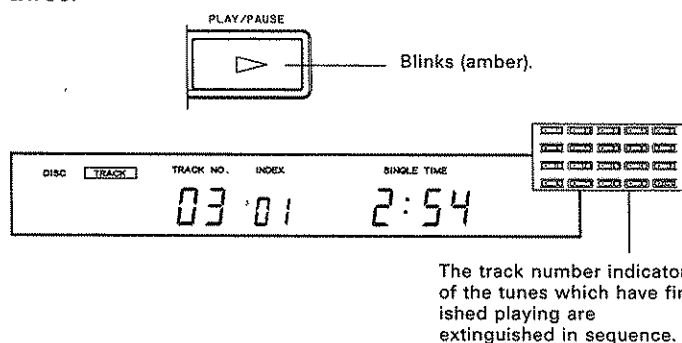 PLAY/PAUSE
Blinks (amber).
DISC TRACK TRACK NO. INDEX SINGLE TIME
03 01 2:54
The track number indicator
of the tunes which have fin-
ished playing are
extinguished in sequence.